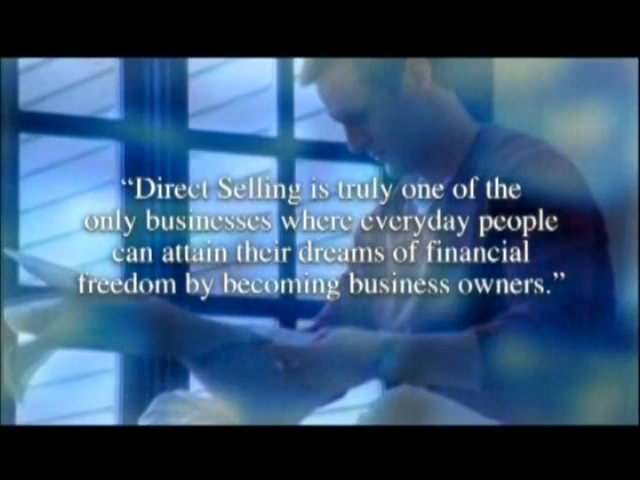 “Direct Selling is truly one of the
only businesses where everyday people
can attain their dreams of financial
freedom by becoming business owners.”